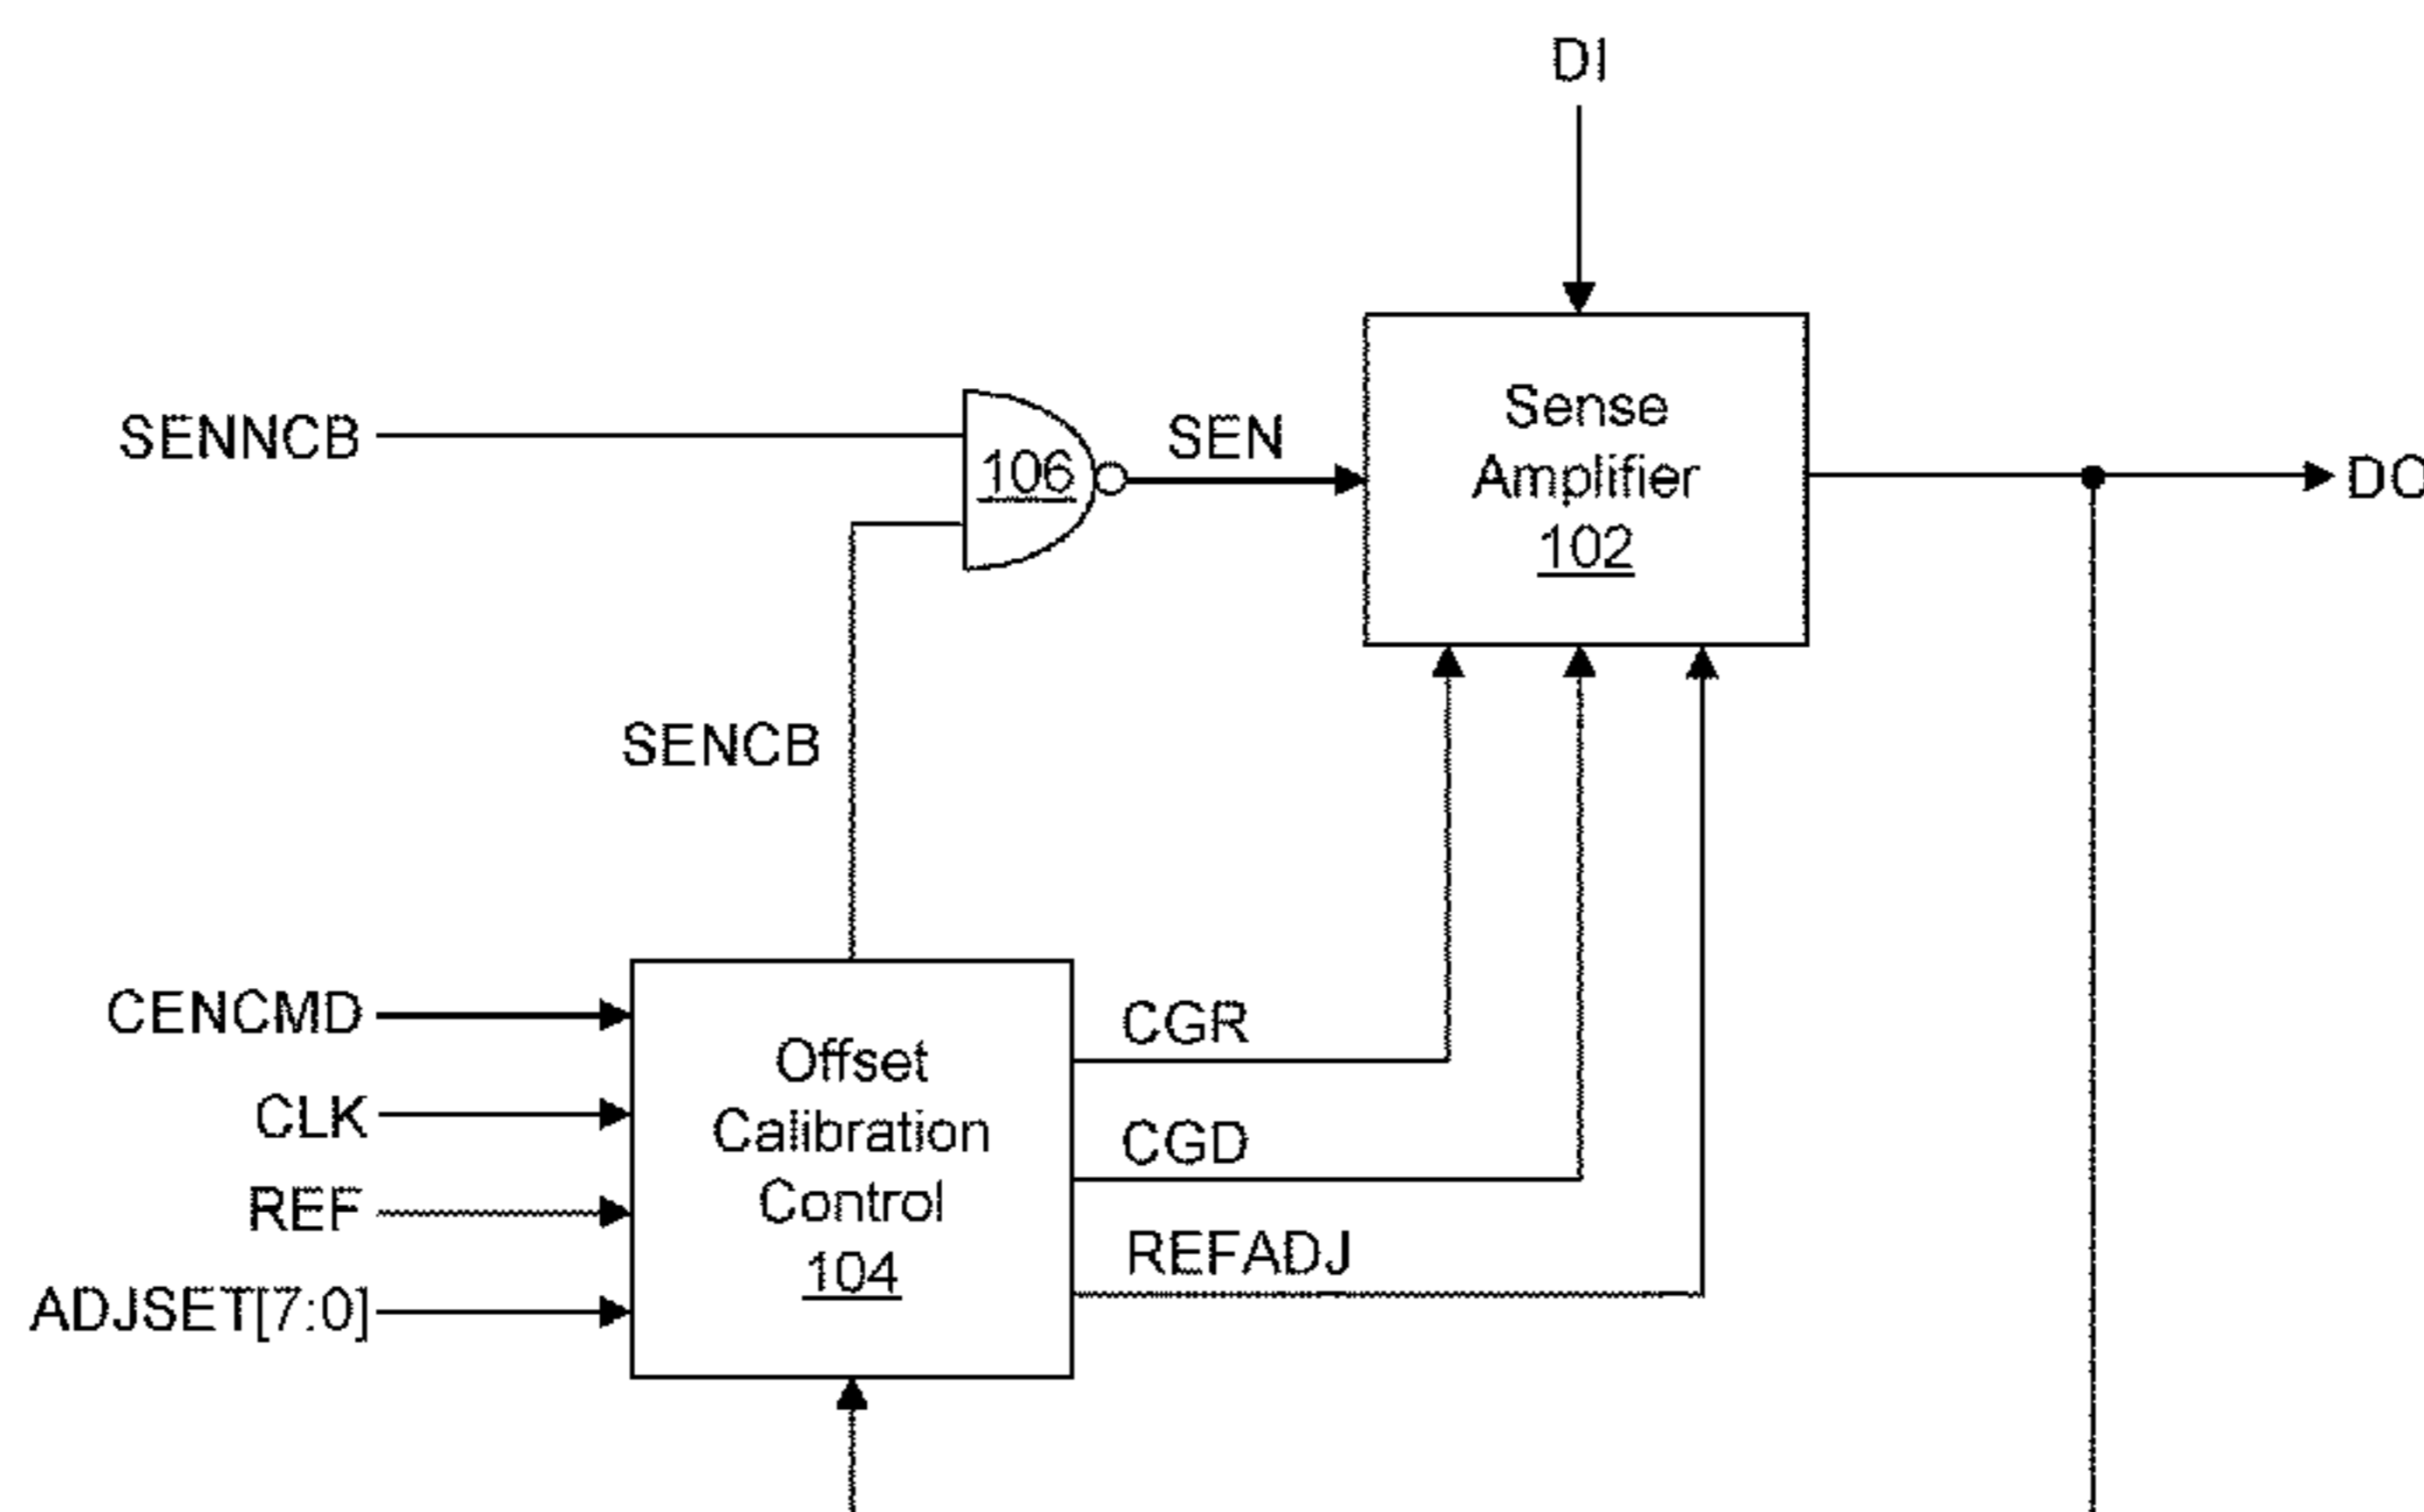 DI
SENNCB
106
SEN
Sense
Amplifier
102
SENCB
CENCMD
CLK
REF
ADJSET[7:0]
Offset
Calibration
Control
104
CGR
CGD
REFADJ